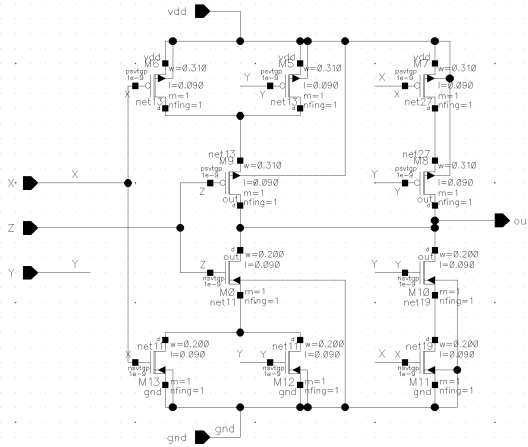 vdd
vdd vdd vdd
M6 w=0.310 M5 w=0.310 M7 w=0.310
psvtgp psvtgp psvtgp
1e-9 1e-9 1e-9
Y X
l=0.090 l=0.090 l=0.090
X Y X
m=1 m=1 m=1
net13 nfing=1 net13 nfing=1 net27 nfing=1
net13 net27
M9 w=0.310 M8 w=0.310
psvtgp psvtgp
1e-9 1e-9
X X Y
l=0.090 l=0.090
Z Y
m=1 m=1
out nfing=1 out nfing=1
Z ou
out w=0.200 out w=0.200
Y Y Z l=0.090 Y Y l=0.090
nsvtgp nsvtgp
1e-9 1e-9
M0 m=1 M10 m=1
net11 nfing=1 net19 nfing=1
net11 w=0.200 net11 w=0.200 net19 w=0.200
X l=0.090 Y Y l=0.090 X X l=0.090
nsvtgp nsvtgp nsvtgp
1e-9 1e-9 1e-9
M13 m=1 M12 m=1 M11 m=1
gnd nfing=1 gnd nfing=1 gnd nfing=1
gnd
gnd